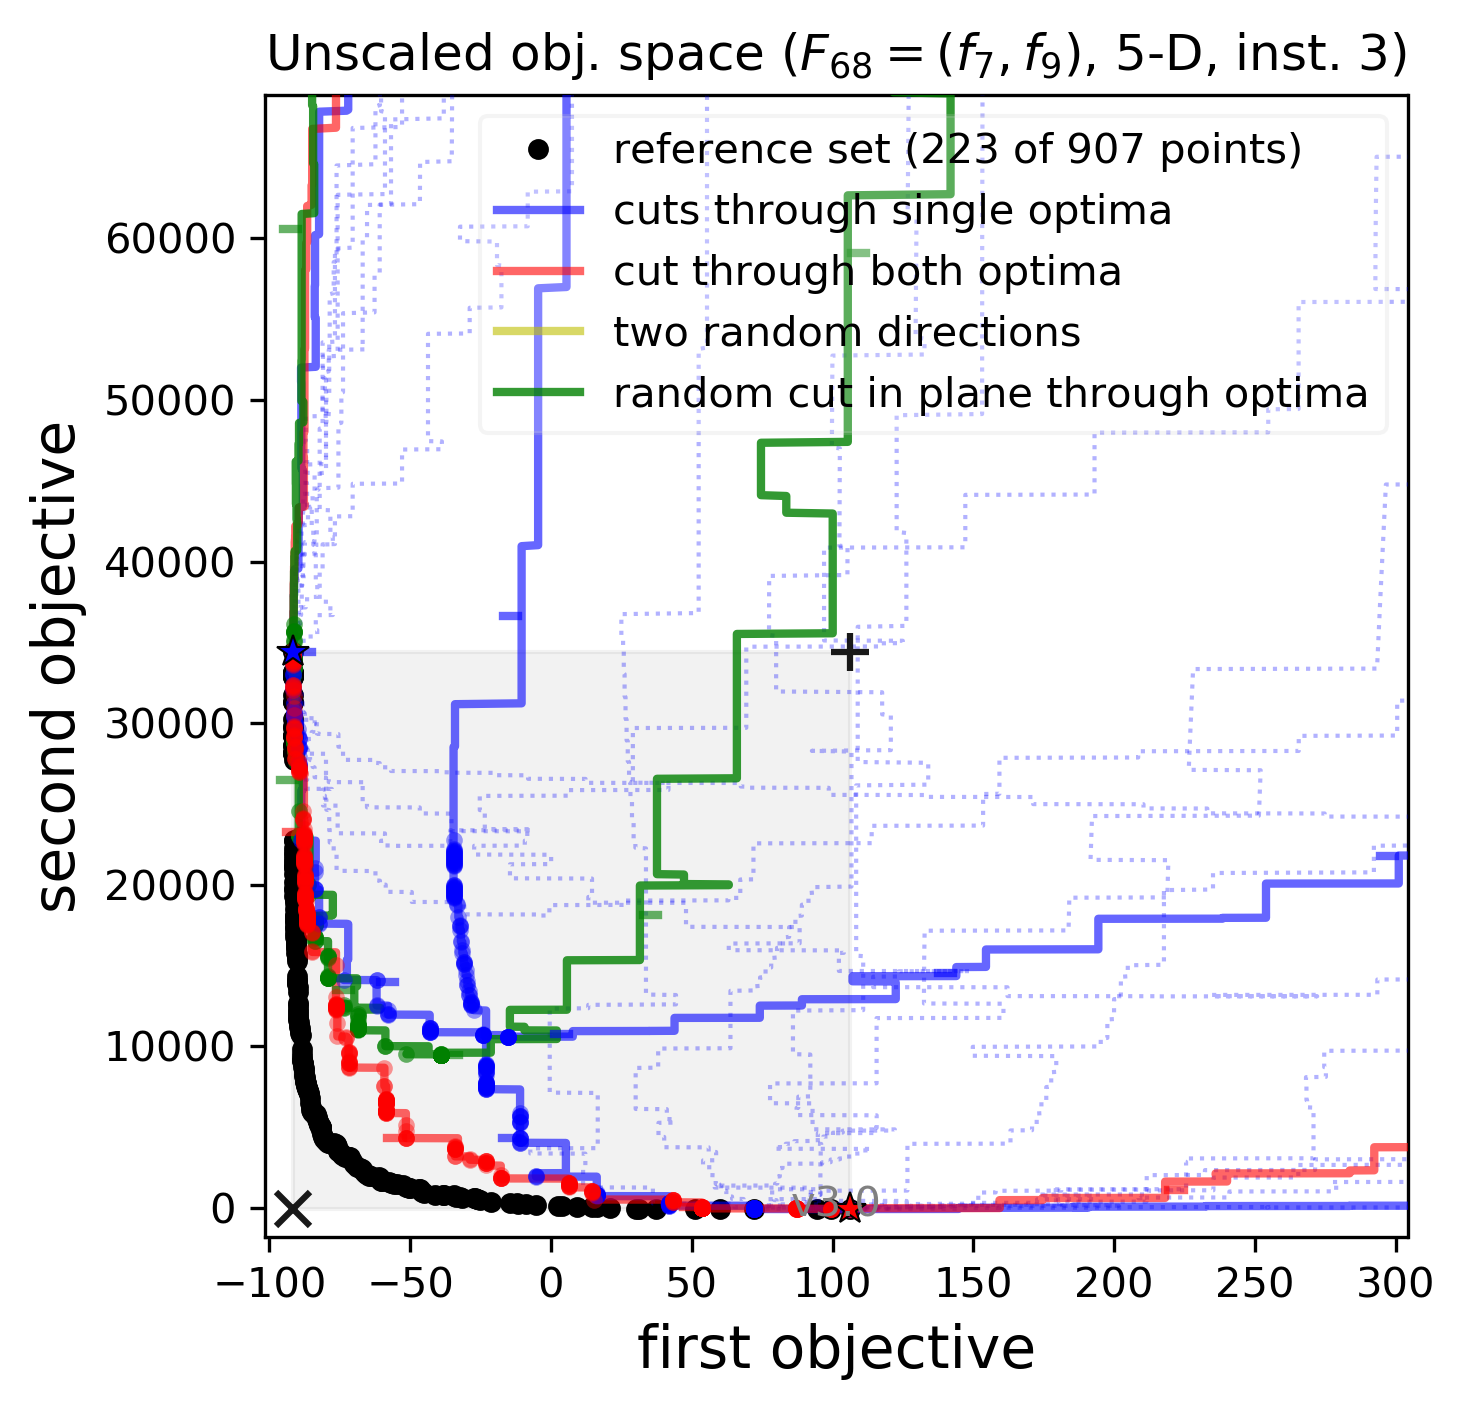 Unscaled obj. space (F₆₈ = (f₇, f₉), 5-D, inst. 3)
reference set (223 of 907 points)
cuts through single optima
cut through both optima
two random directions
random cut in plane through optima
60000
50000
40000
30000
20000
10000
0
second objective
v3.0
−100
−50
0
50
100
150
200
250
300
first objective